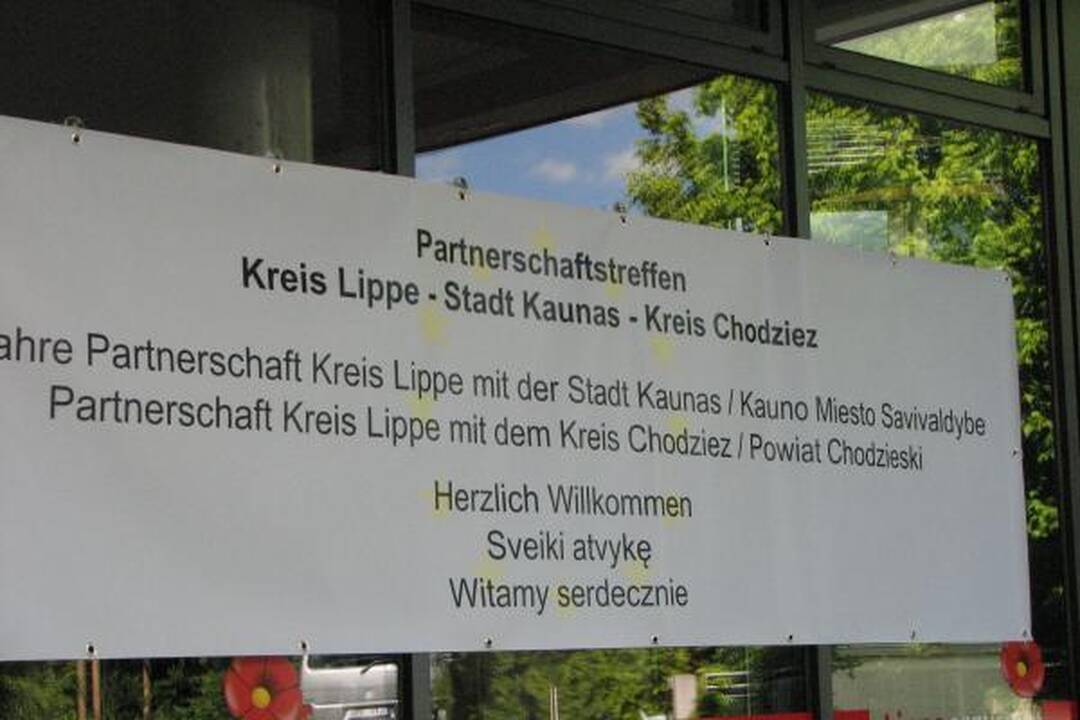 Partnerschaftstreffen
Kreis Lippe - Stadt Kaunas - Kreis Chodziez
ahre Partnerschaft Kreis Lippe mit der Stadt Kaunas / Kauno Miesto Savivaldybe
Partnerschaft Kreis Lippe mit dem Kreis Chodziez / Powiat Chodzieski
Herzlich Willkommen
Sveiki atvykę
Witamy serdecznie